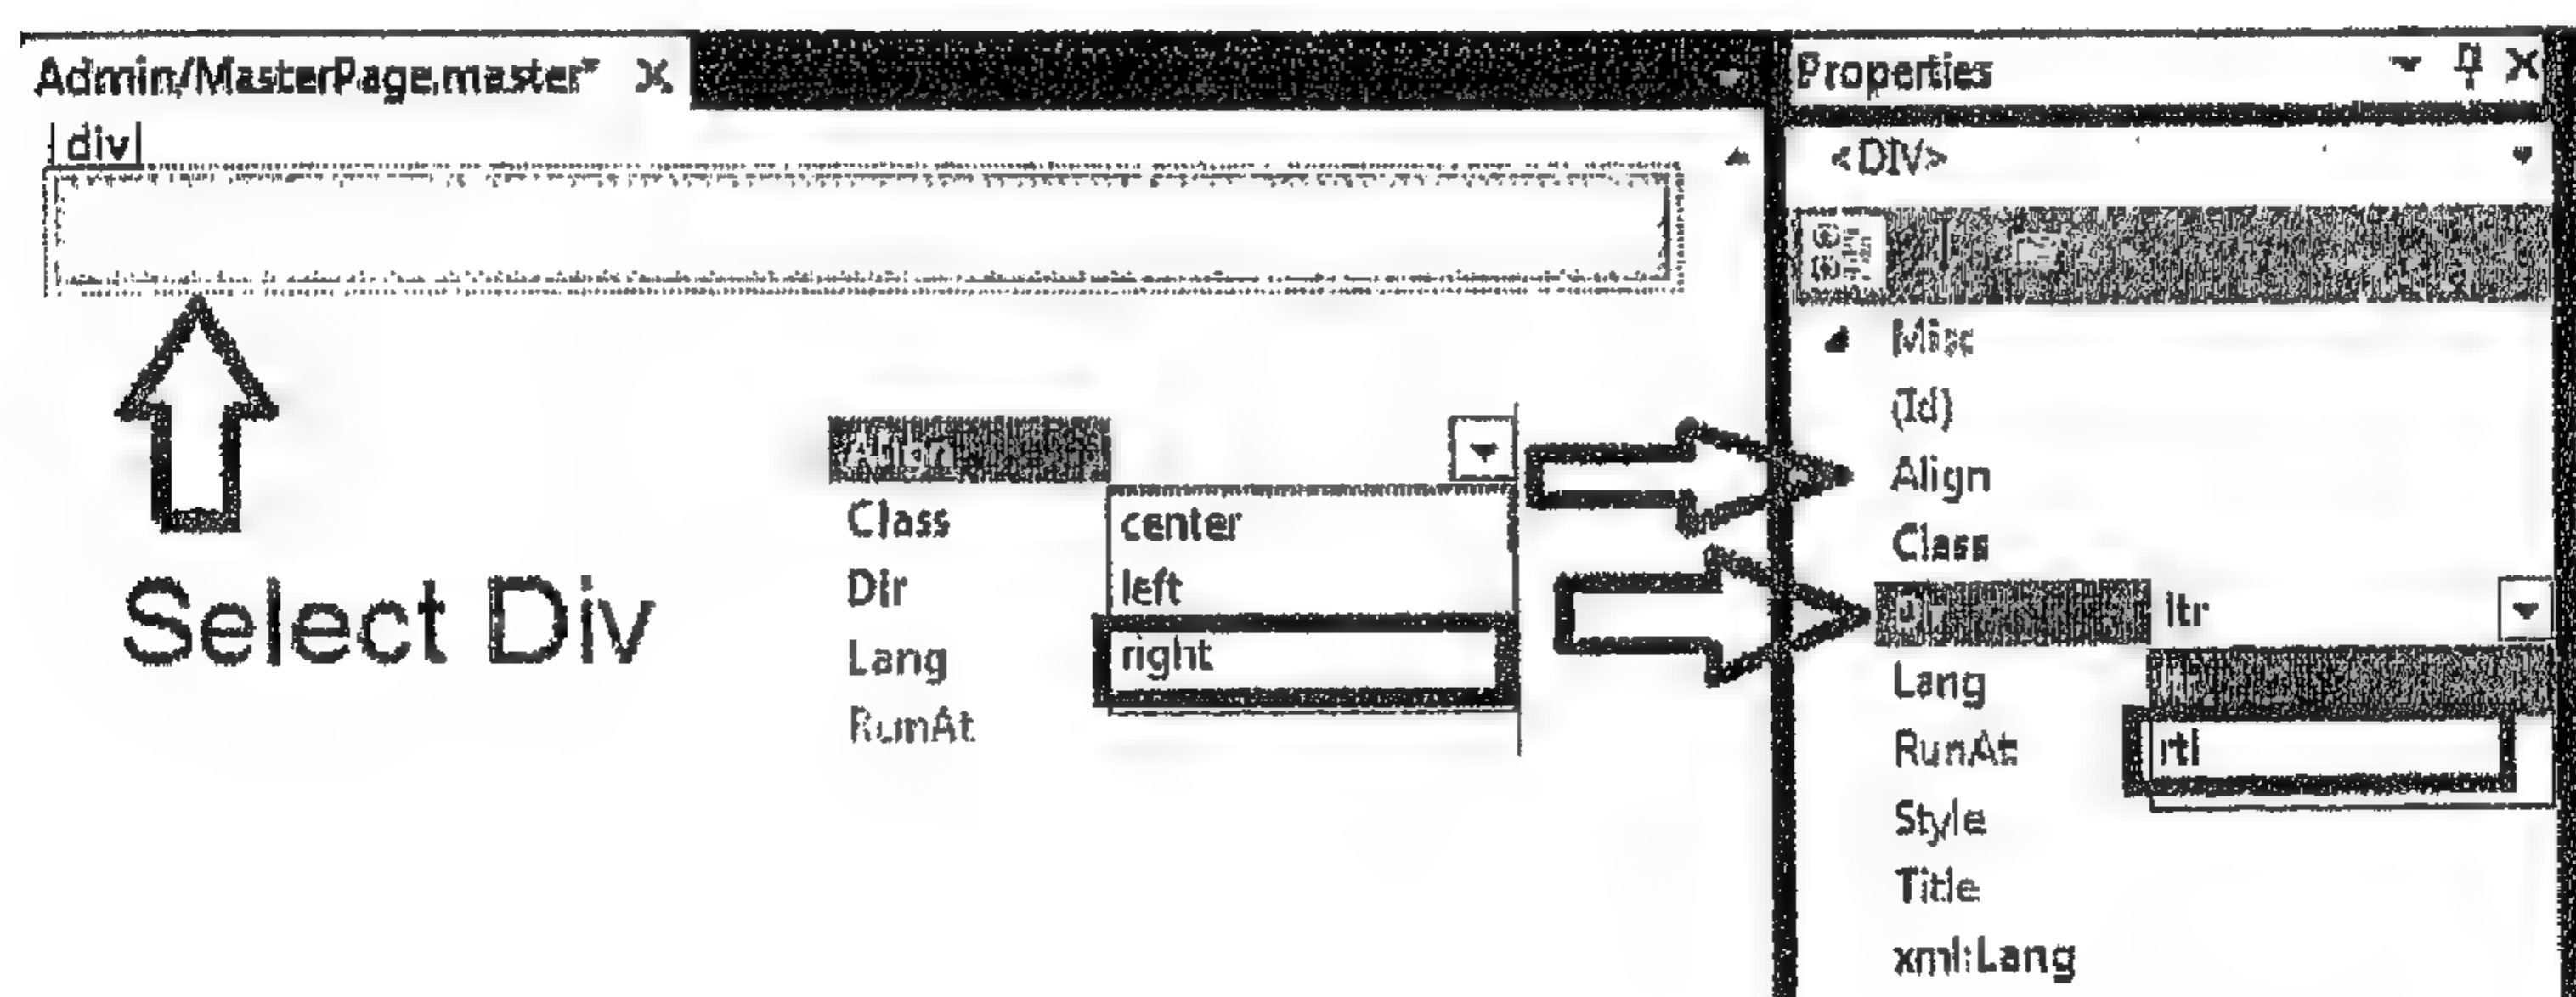 Admin/MasterPage.master*
div
Select Div
Align
Class
Dir
Lang
RunAt
center
left
right
Properties
<DIV>
Misc
(Id)
Align
Class
Dir
ltr
Lang
RunAt
rtl
Style
Title
xml:Lang